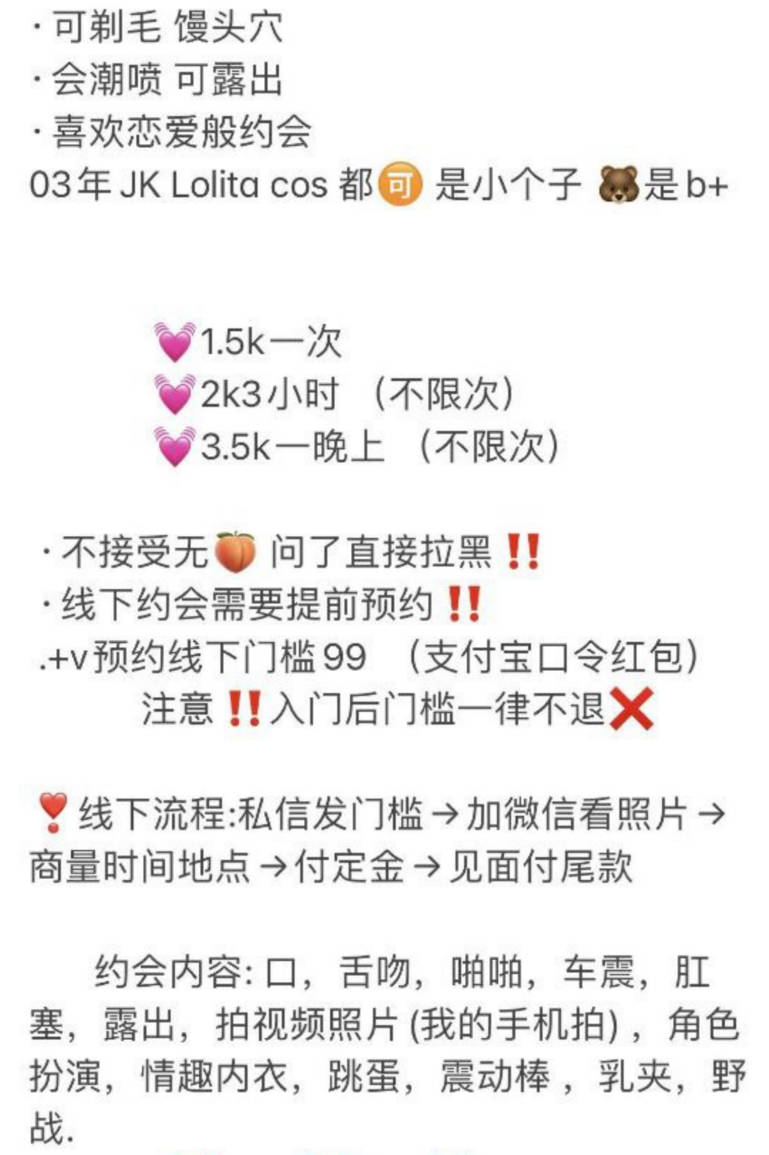 · 可剃毛 馒头穴
· 会潮喷 可露出
· 喜欢恋爱般约会
03年 JK Lolita cos 都🉑 是小个子 🐻是b+
💓1.5k一次
💓2k3小时 （不限次）
💓3.5k一晚上 （不限次）
· 不接受无🍑 问了直接拉黑 ‼️
· 线下约会需要提前预约 ‼️
.+v预约线下门槛99 （支付宝口令红包）
注意 ‼️入门后门槛一律不退❌
❣️线下流程:私信发门槛→加微信看照片→
商量时间地点→付定金→见面付尾款
约会内容: 口，舌吻，啪啪，车震，肛
塞，露出，拍视频照片(我的手机拍) ，角色
扮演，情趣内衣，跳蛋，震动棒 ，乳夹，野
战.